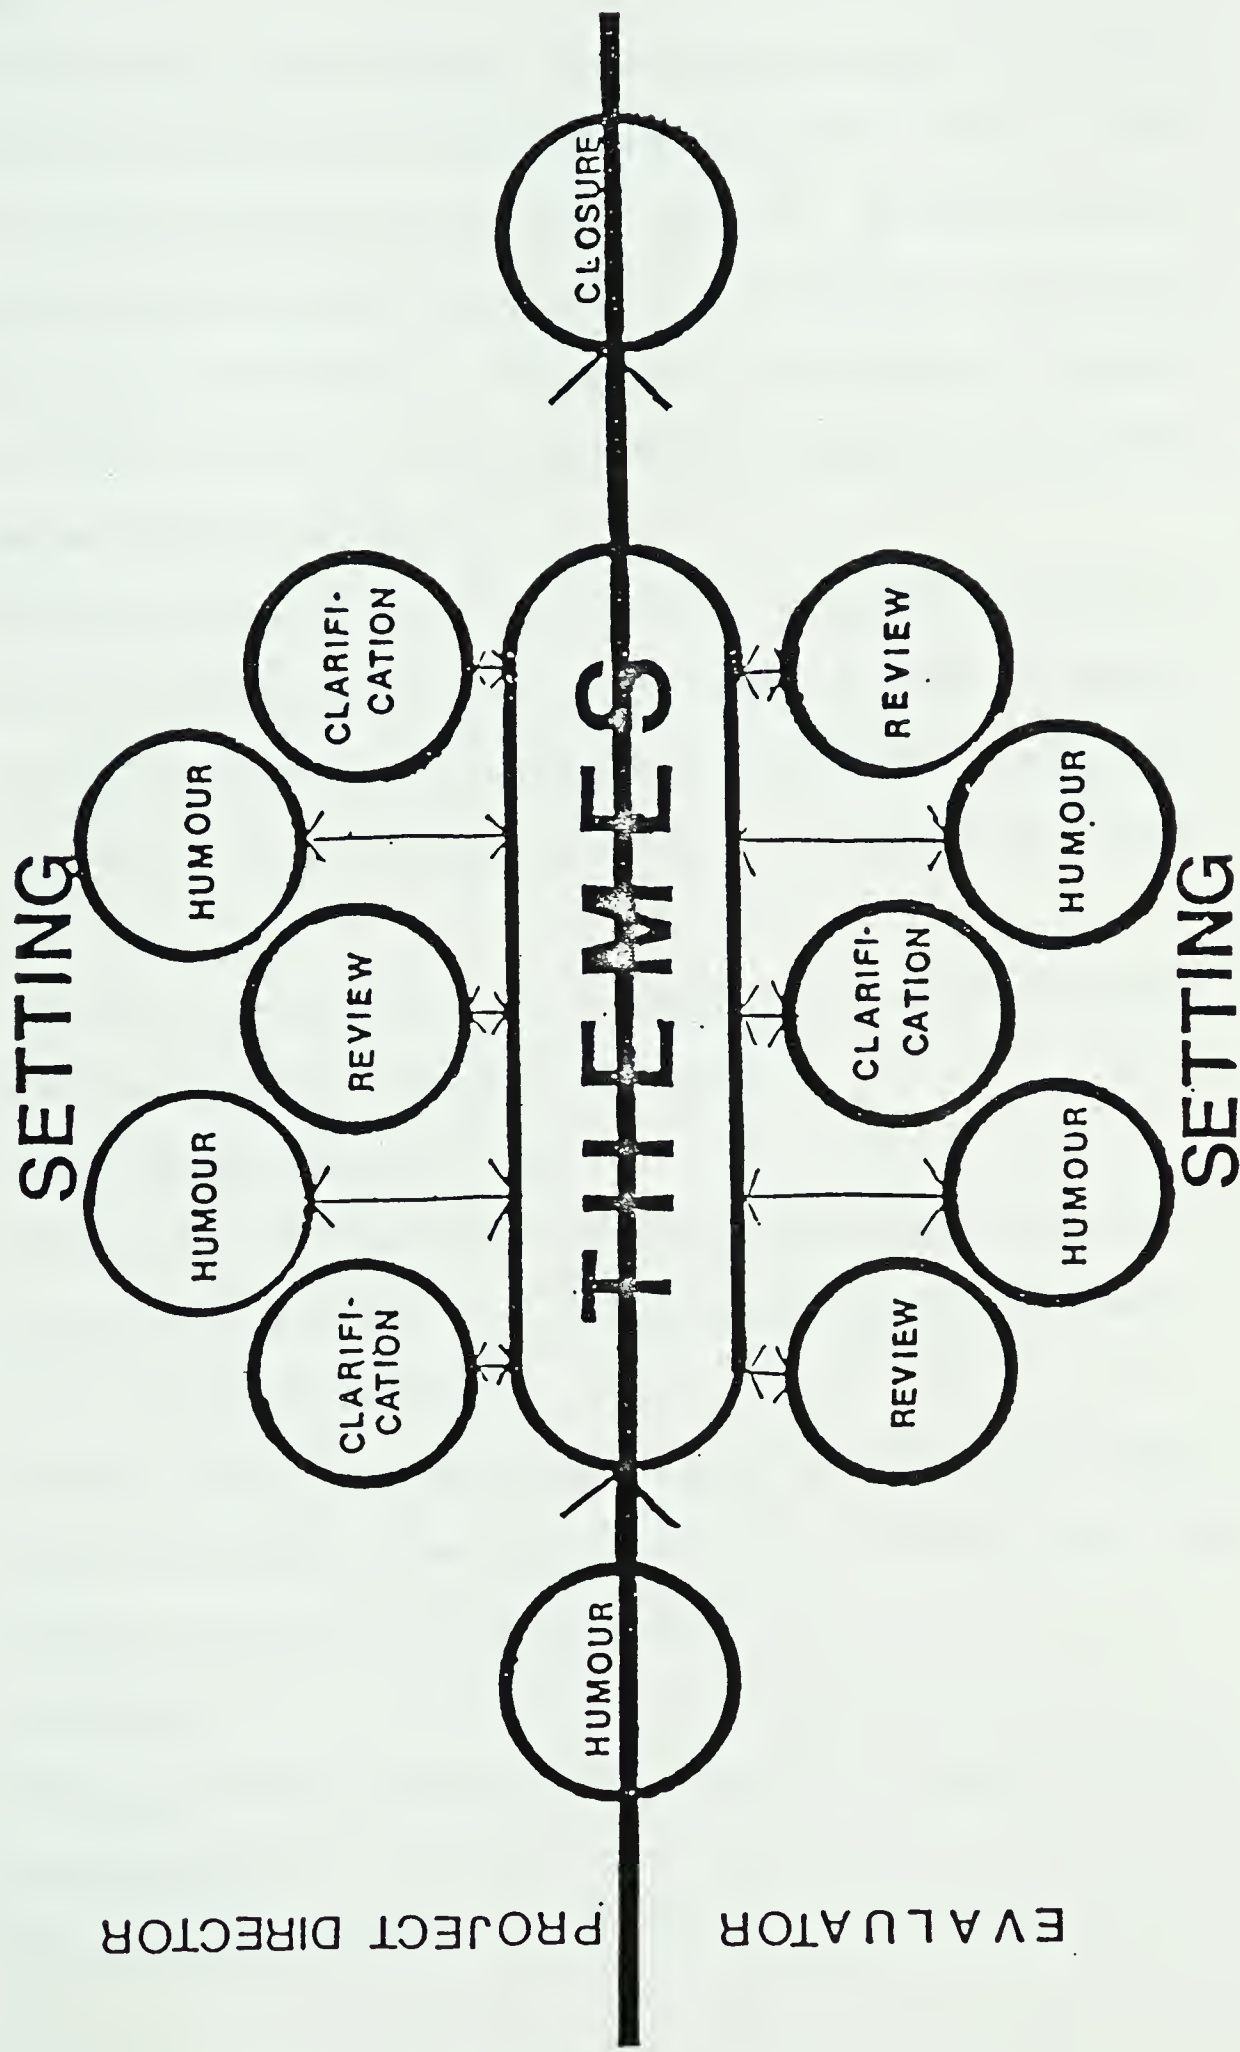 SETTING
PROJECT DIRECTOR
HUMOUR
HUMOUR
CLARIFI-
CATION
REVIEW
CLARIFI-
CATION
HUMOUR
THEMES
CLOSURE
EVALUATOR
REVIEW
CLARIFI-
CATION
REVIEW
HUMOUR
HUMOUR
SETTING